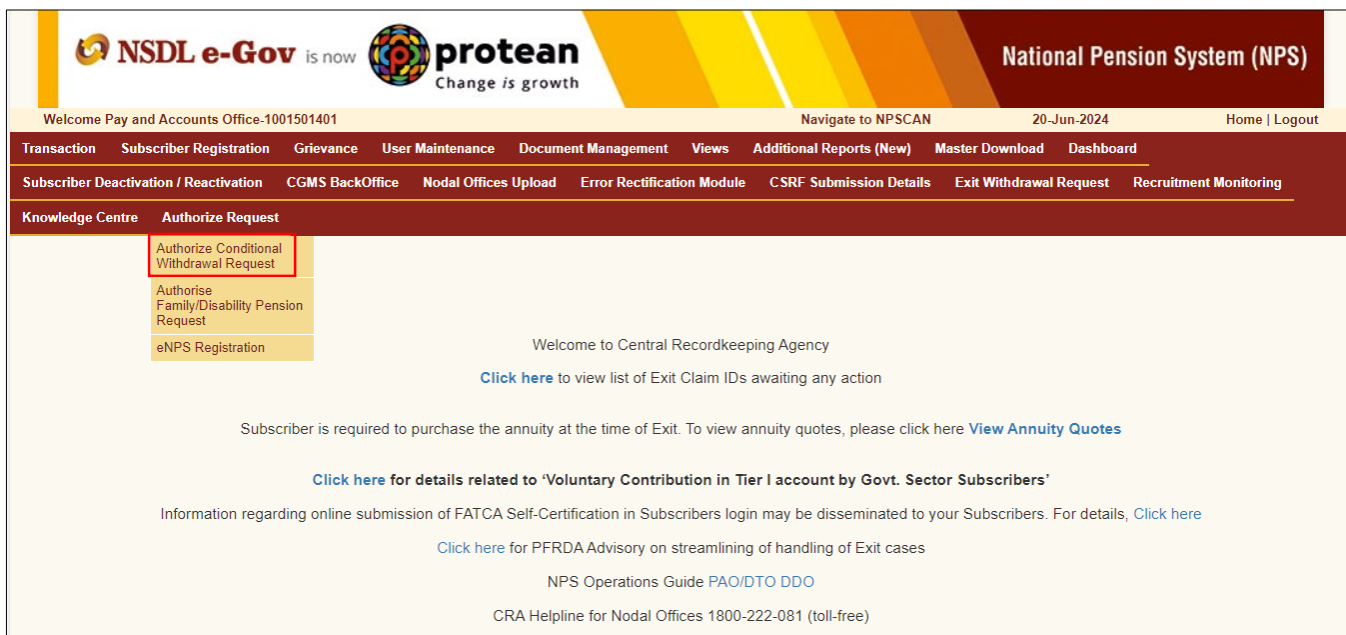 NSDL e-Gov is now protean
Change is growth
National Pension System (NPS)
Welcome Pay and Accounts Office-1001501401 Navigate to NPSCAN 20-Jun-2024 Home | Logout
Transaction Subscriber Registration Grievance User Maintenance Document Management Views Additional Reports (New) Master Download Dashboard
Subscriber Deactivation / Reactivation CGMS BackOffice Nodal Offices Upload Error Rectification Module CSRF Submission Details Exit Withdrawal Request Recruitment Monitoring
Knowledge Centre Authorize Request
Authorize Conditional
Withdrawal Request
Authorise
Family/Disability Pension
Request
eNPS Registration
Welcome to Central Recordkeeping Agency
Click here to view list of Exit Claim IDs awaiting any action
Subscriber is required to purchase the annuity at the time of Exit. To view annuity quotes, please click here View Annuity Quotes
Click here for details related to ‘Voluntary Contribution in Tier I account by Govt. Sector Subscribers’
Information regarding online submission of FATCA Self-Certification in Subscribers login may be disseminated to your Subscribers. For details, Click here
Click here for PFRDA Advisory on streamlining of handling of Exit cases
NPS Operations Guide PAO/DTO DDO
CRA Helpline for Nodal Offices 1800-222-081 (toll-free)